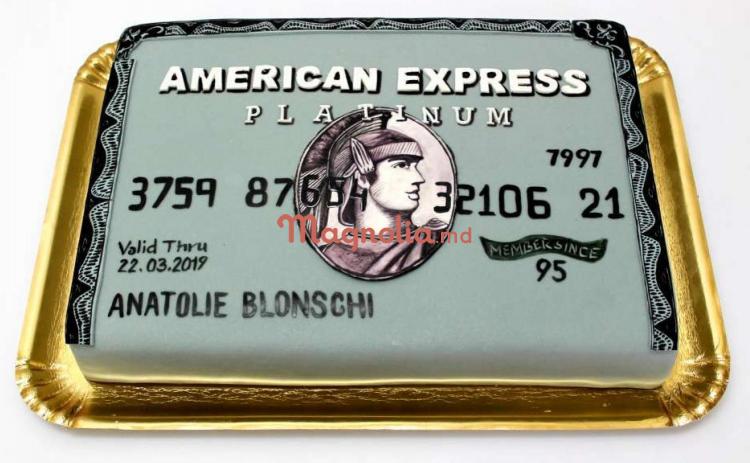 AMERICAN EXPRESS
PLATINUM
7997
3759 87654 32106 21
Magnolia.md
Valid Thru
22.03.2019
MEMBER SINCE
95
ANATOLIE BLONSCHI